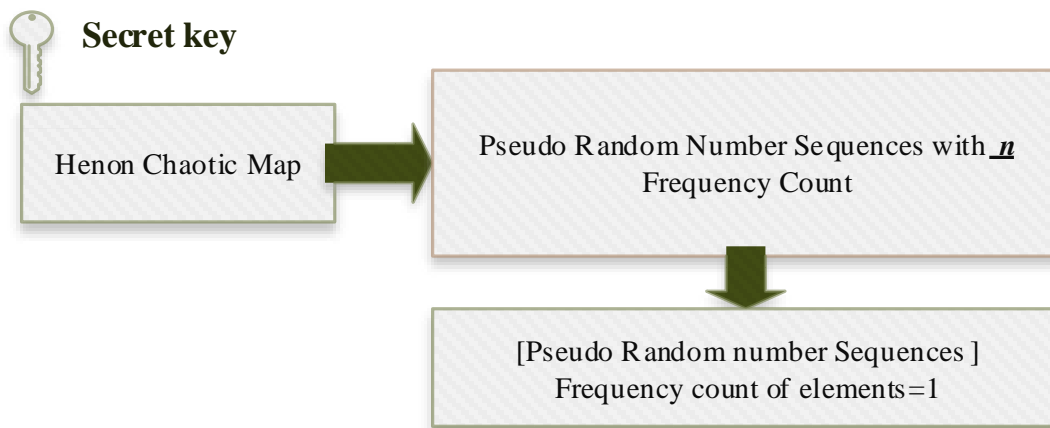 Secret key
Henon Chaotic Map
Pseudo Random Number Sequences with n
Frequency Count
[Pseudo Random number Sequences ]
Frequency count of elements=1